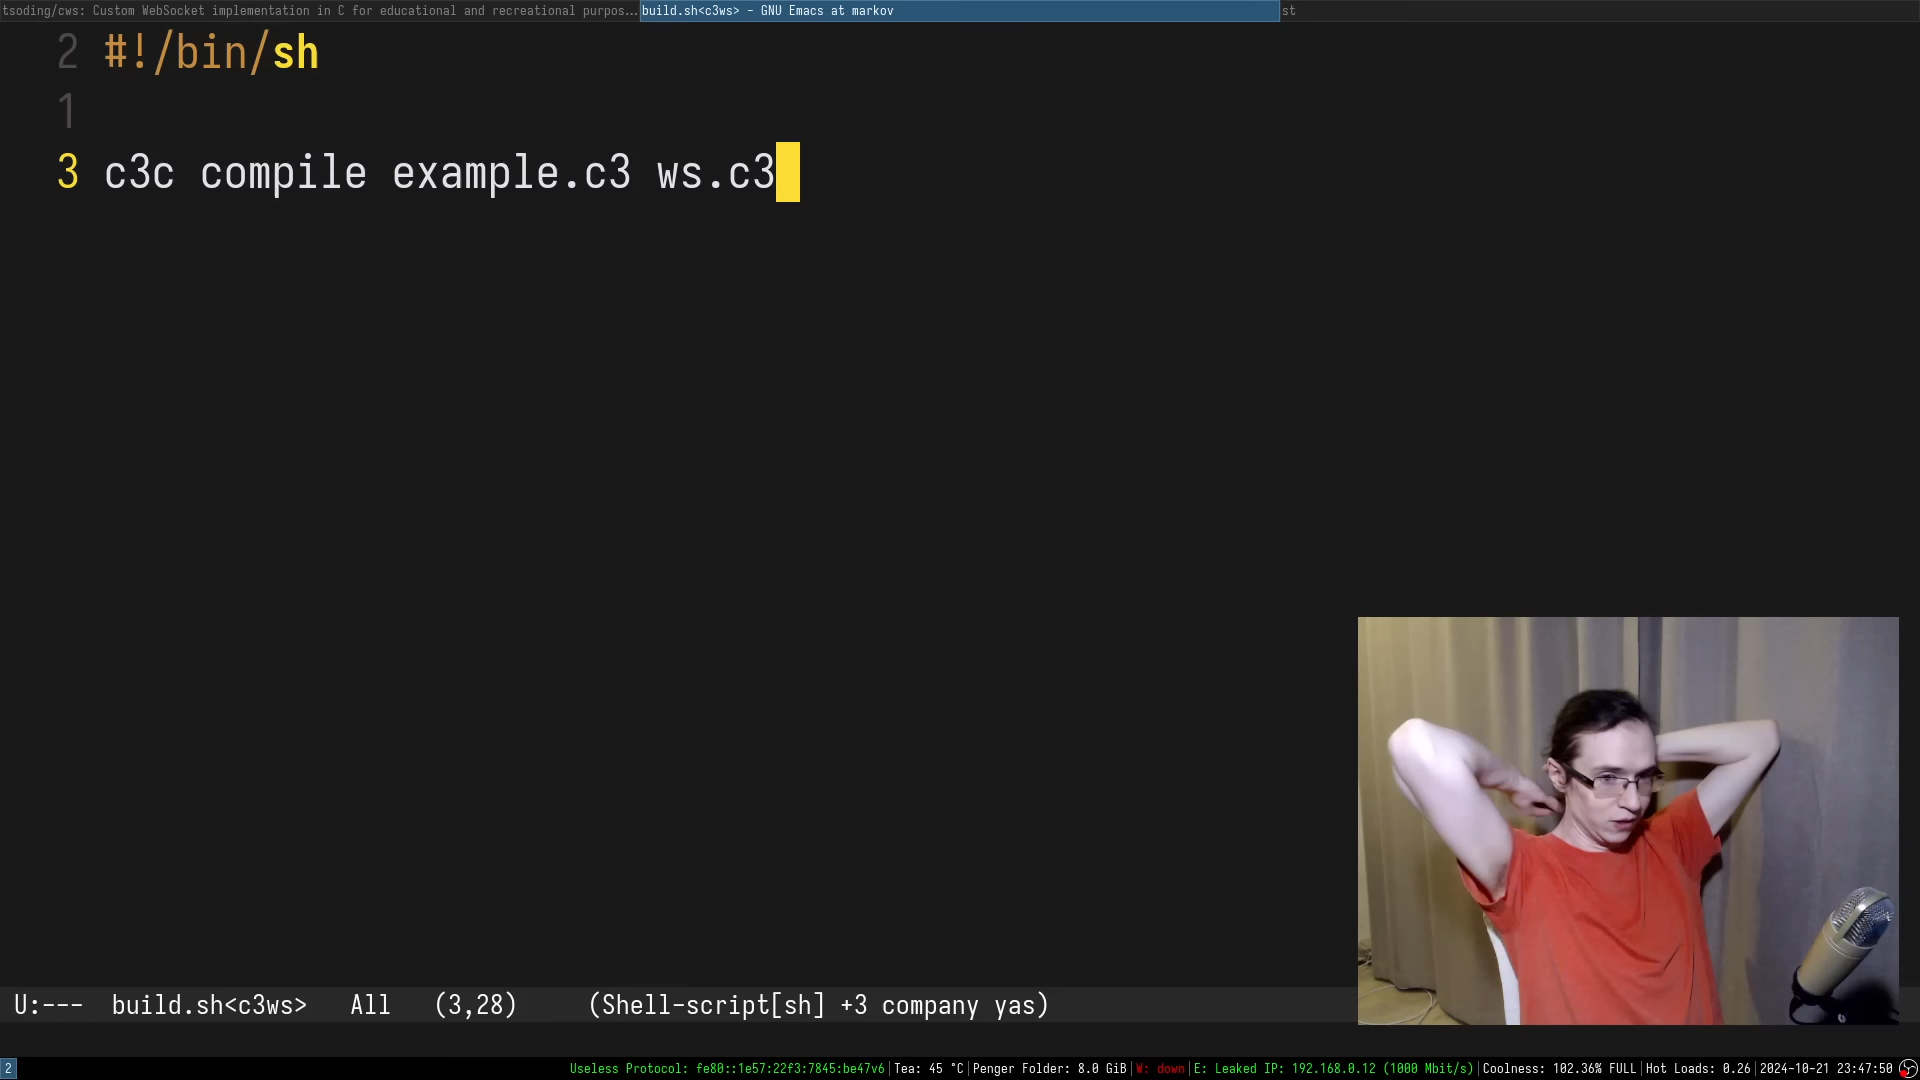 tsoding/cws: Custom WebSocket implementation in C for educational and recreational purpos... build.sh<c3ws> - GNU Emacs at markov st
2 #!/bin/sh
1
3 c3c compile example.c3 ws.c3
U:--- build.sh<c3ws> All (3,28) (Shell-script[sh] +3 company yas)
2 Useless Protocol: fe80::1e57:22f3:7845:be47v6|Tea: 45 °C|Penger Folder: 8.0 GiB|W: down|E: Leaked IP: 192.168.0.12 (1000 Mbit/s)|Coolness: 102.36% FULL|Hot Loads: 0.26|2024-10-21 23:47:50